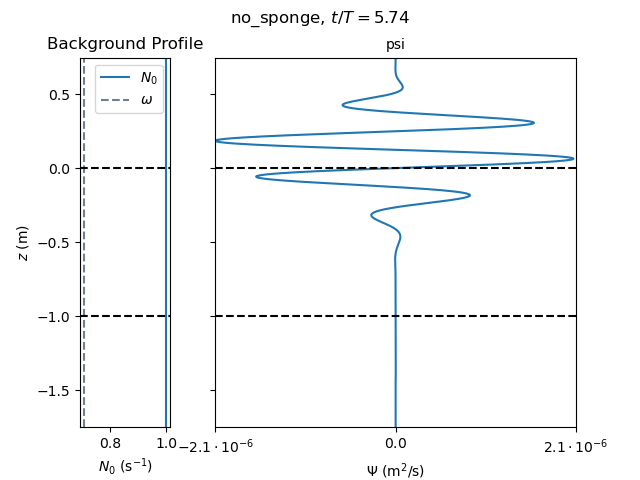 no_sponge, t/T = 5.74
Background Profile
psi
N₀
ω
0.5
0.0
−0.5
−1.0
−1.5
z (m)
0.8
1.0
N₀ (s⁻¹)
−2.1 · 10⁻⁶
0.0
2.1 · 10⁻⁶
Ψ (m²/s)